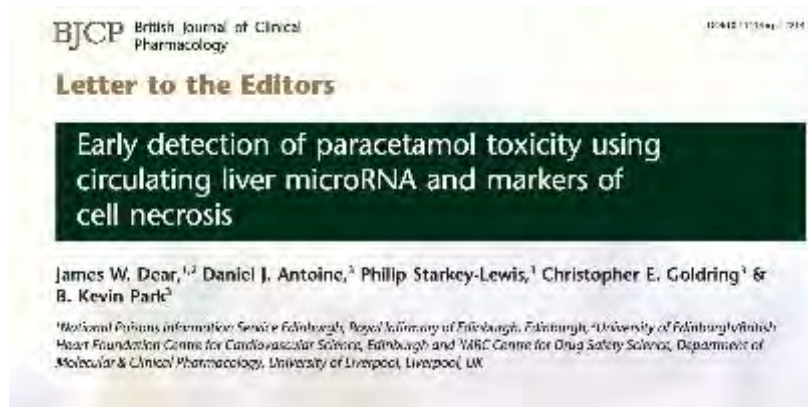 BJCP British Journal of Clinical
Pharmacology
Letter to the Editors
Early detection of paracetamol toxicity using
circulating liver microRNA and markers of
cell necrosis
James W. Dear,1,2 Daniel J. Antoine,3 Philip Starkey-Lewis,3 Christopher E. Goldring3 &
B. Kevin Park3
1National Poisons Information Service Edinburgh, Royal Infirmary of Edinburgh, Edinburgh, 2University of Edinburgh/British
Heart Foundation Centre for Cardiovascular Science, Edinburgh and 3MRC Centre for Drug Safety Science, Department of
Molecular & Clinical Pharmacology, University of Liverpool, Liverpool, UK